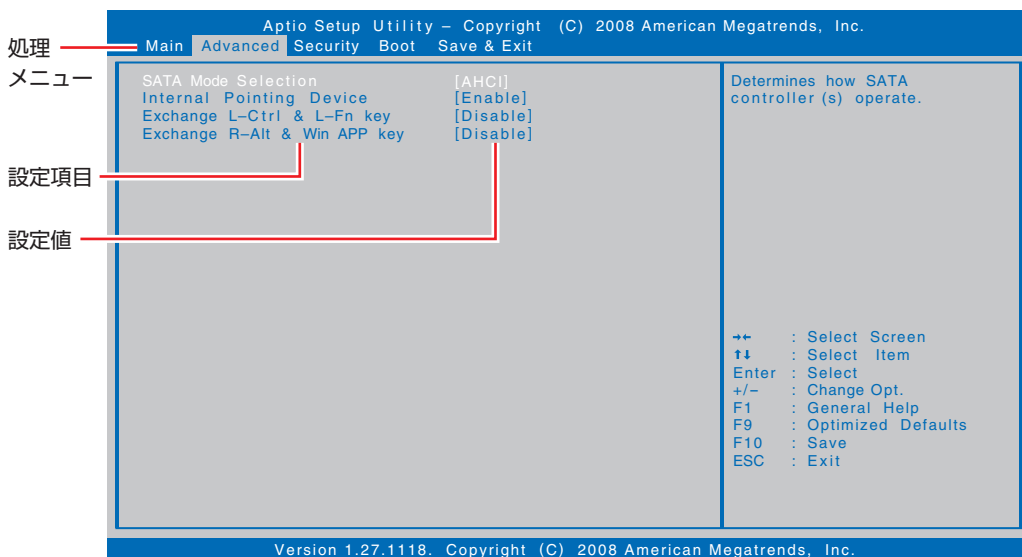 Aptio Setup Utility – Copyright (C) 2008 American Megatrends, Inc.
処理
メニュー
Main Advanced Security Boot Save & Exit
SATA Mode Selection [AHCI]
Internal Pointing Device [Enable]
Exchange L–Ctrl & L–Fn key [Disable]
Exchange R–Alt & Win APP key [Disable]
設定項目
設定値
Determines how SATA
controller (s) operate.
→← : Select Screen
↑↓ : Select Item
Enter : Select
+/– : Change Opt.
F1 : General Help
F9 : Optimized Defaults
F10 : Save
ESC : Exit
Version 1.27.1118. Copyright (C) 2008 American Megatrends, Inc.